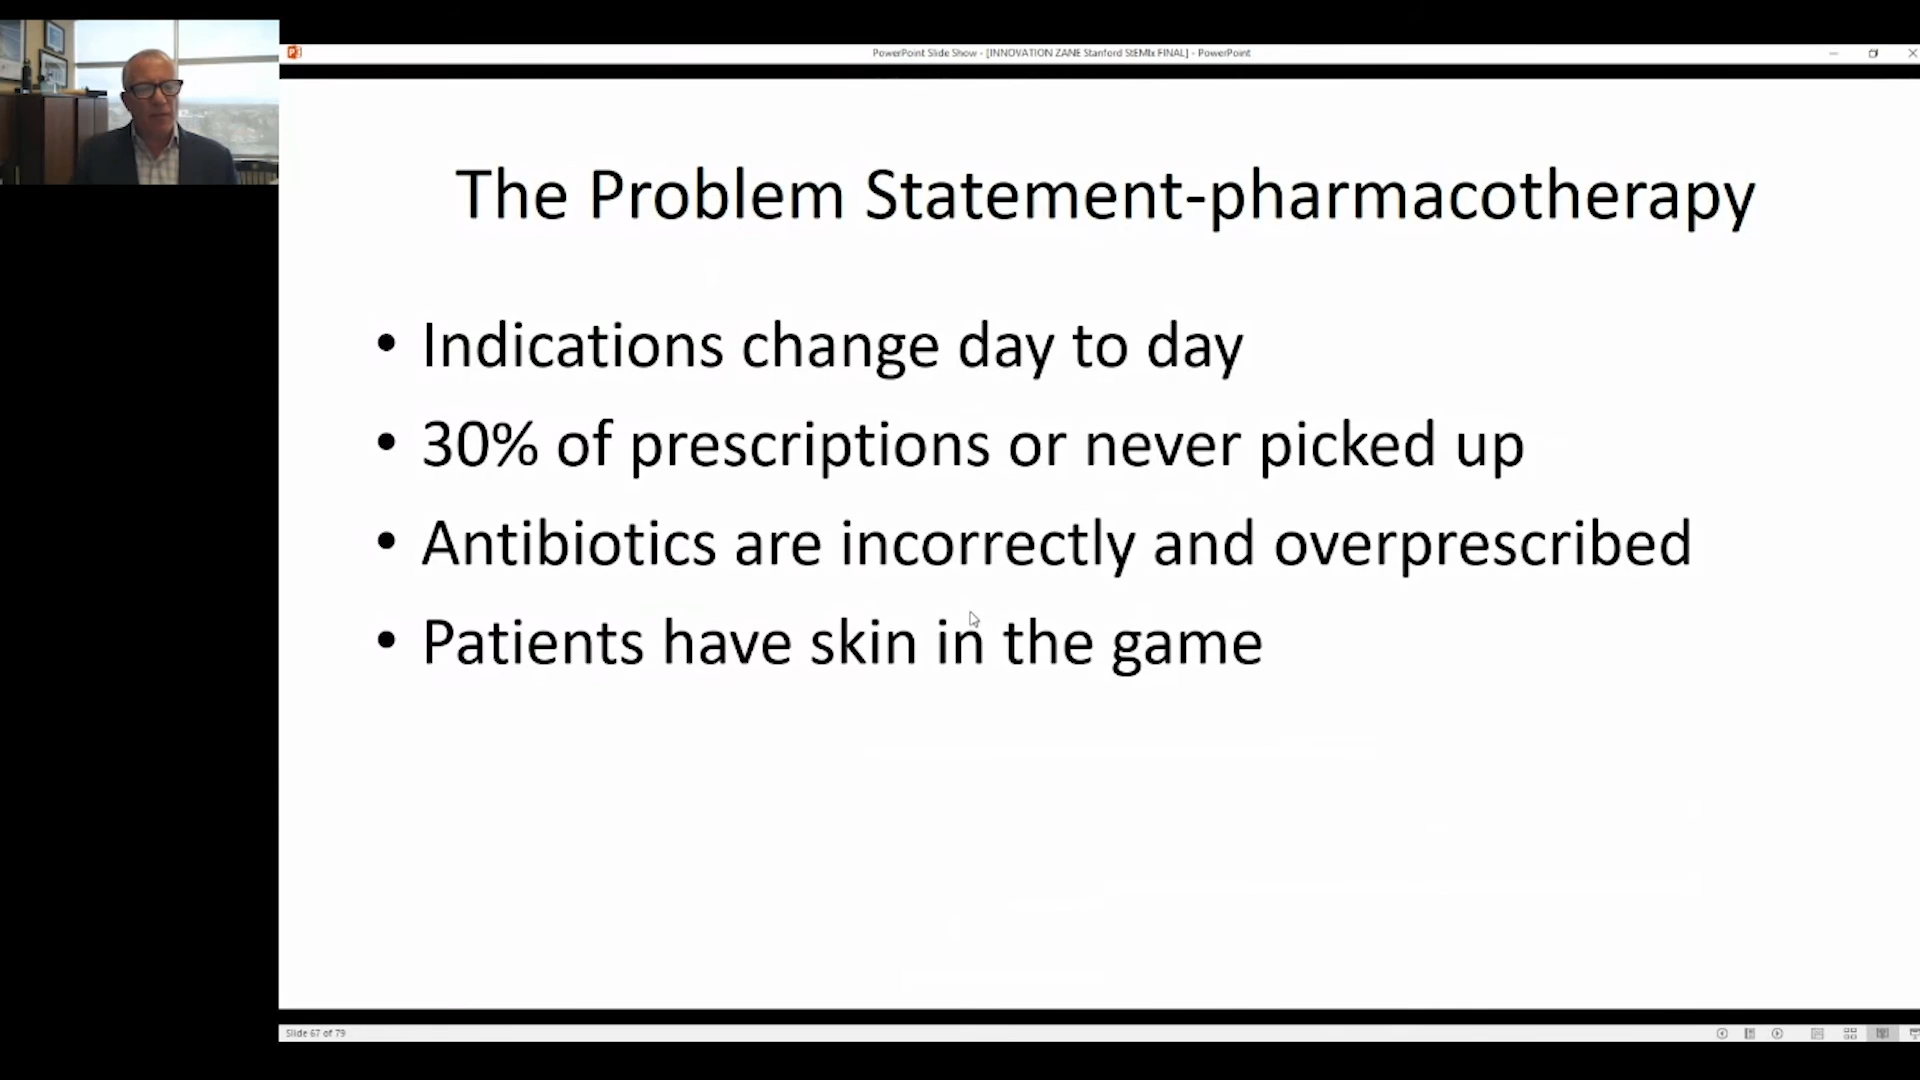 PowerPoint Slide Show - [INNOVATION ZANE Stanford StEMIx FINAL] - PowerPoint
The Problem Statement-pharmacotherapy
• Indications change day to day
• 30% of prescriptions or never picked up
• Antibiotics are incorrectly and overprescribed
• Patients have skin in the game
Slide 67 of 79